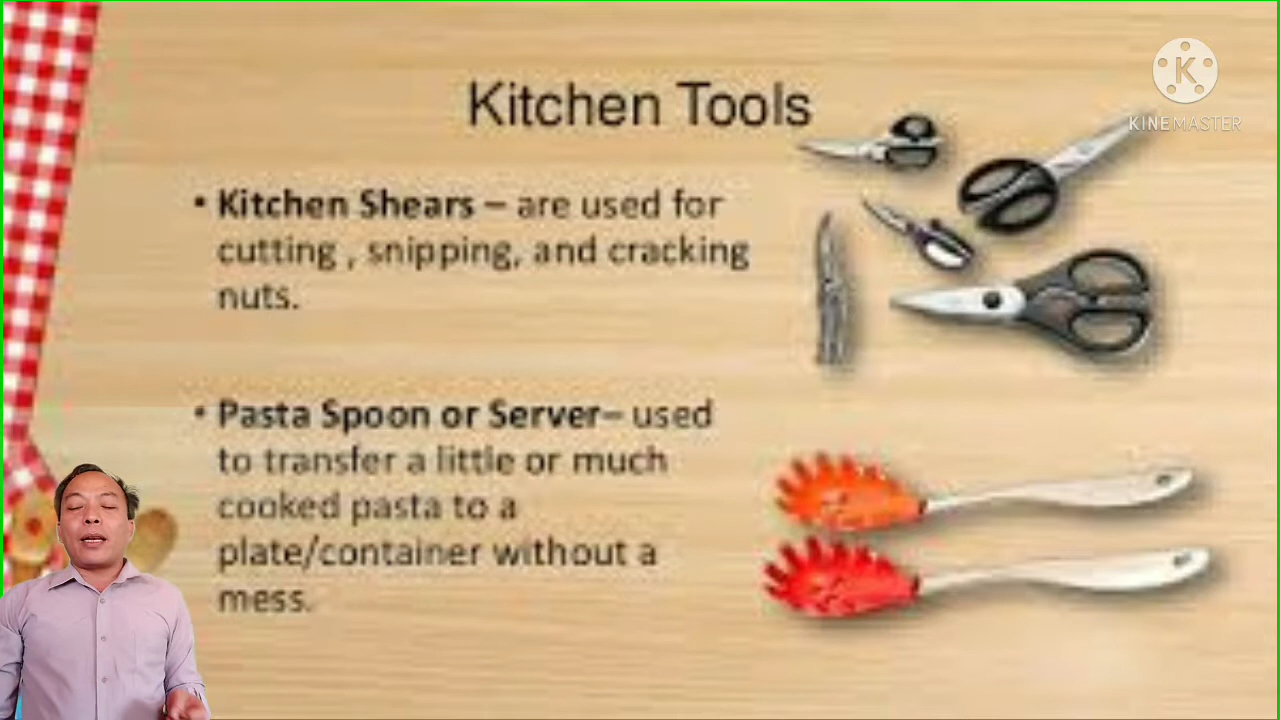 Kitchen Tools
K
KINEMASTER
• Kitchen Shears – are used for
cutting , snipping, and cracking
nuts.
• Pasta Spoon or Server– used
to transfer a little or much
cooked pasta to a
plate/container without a
mess.